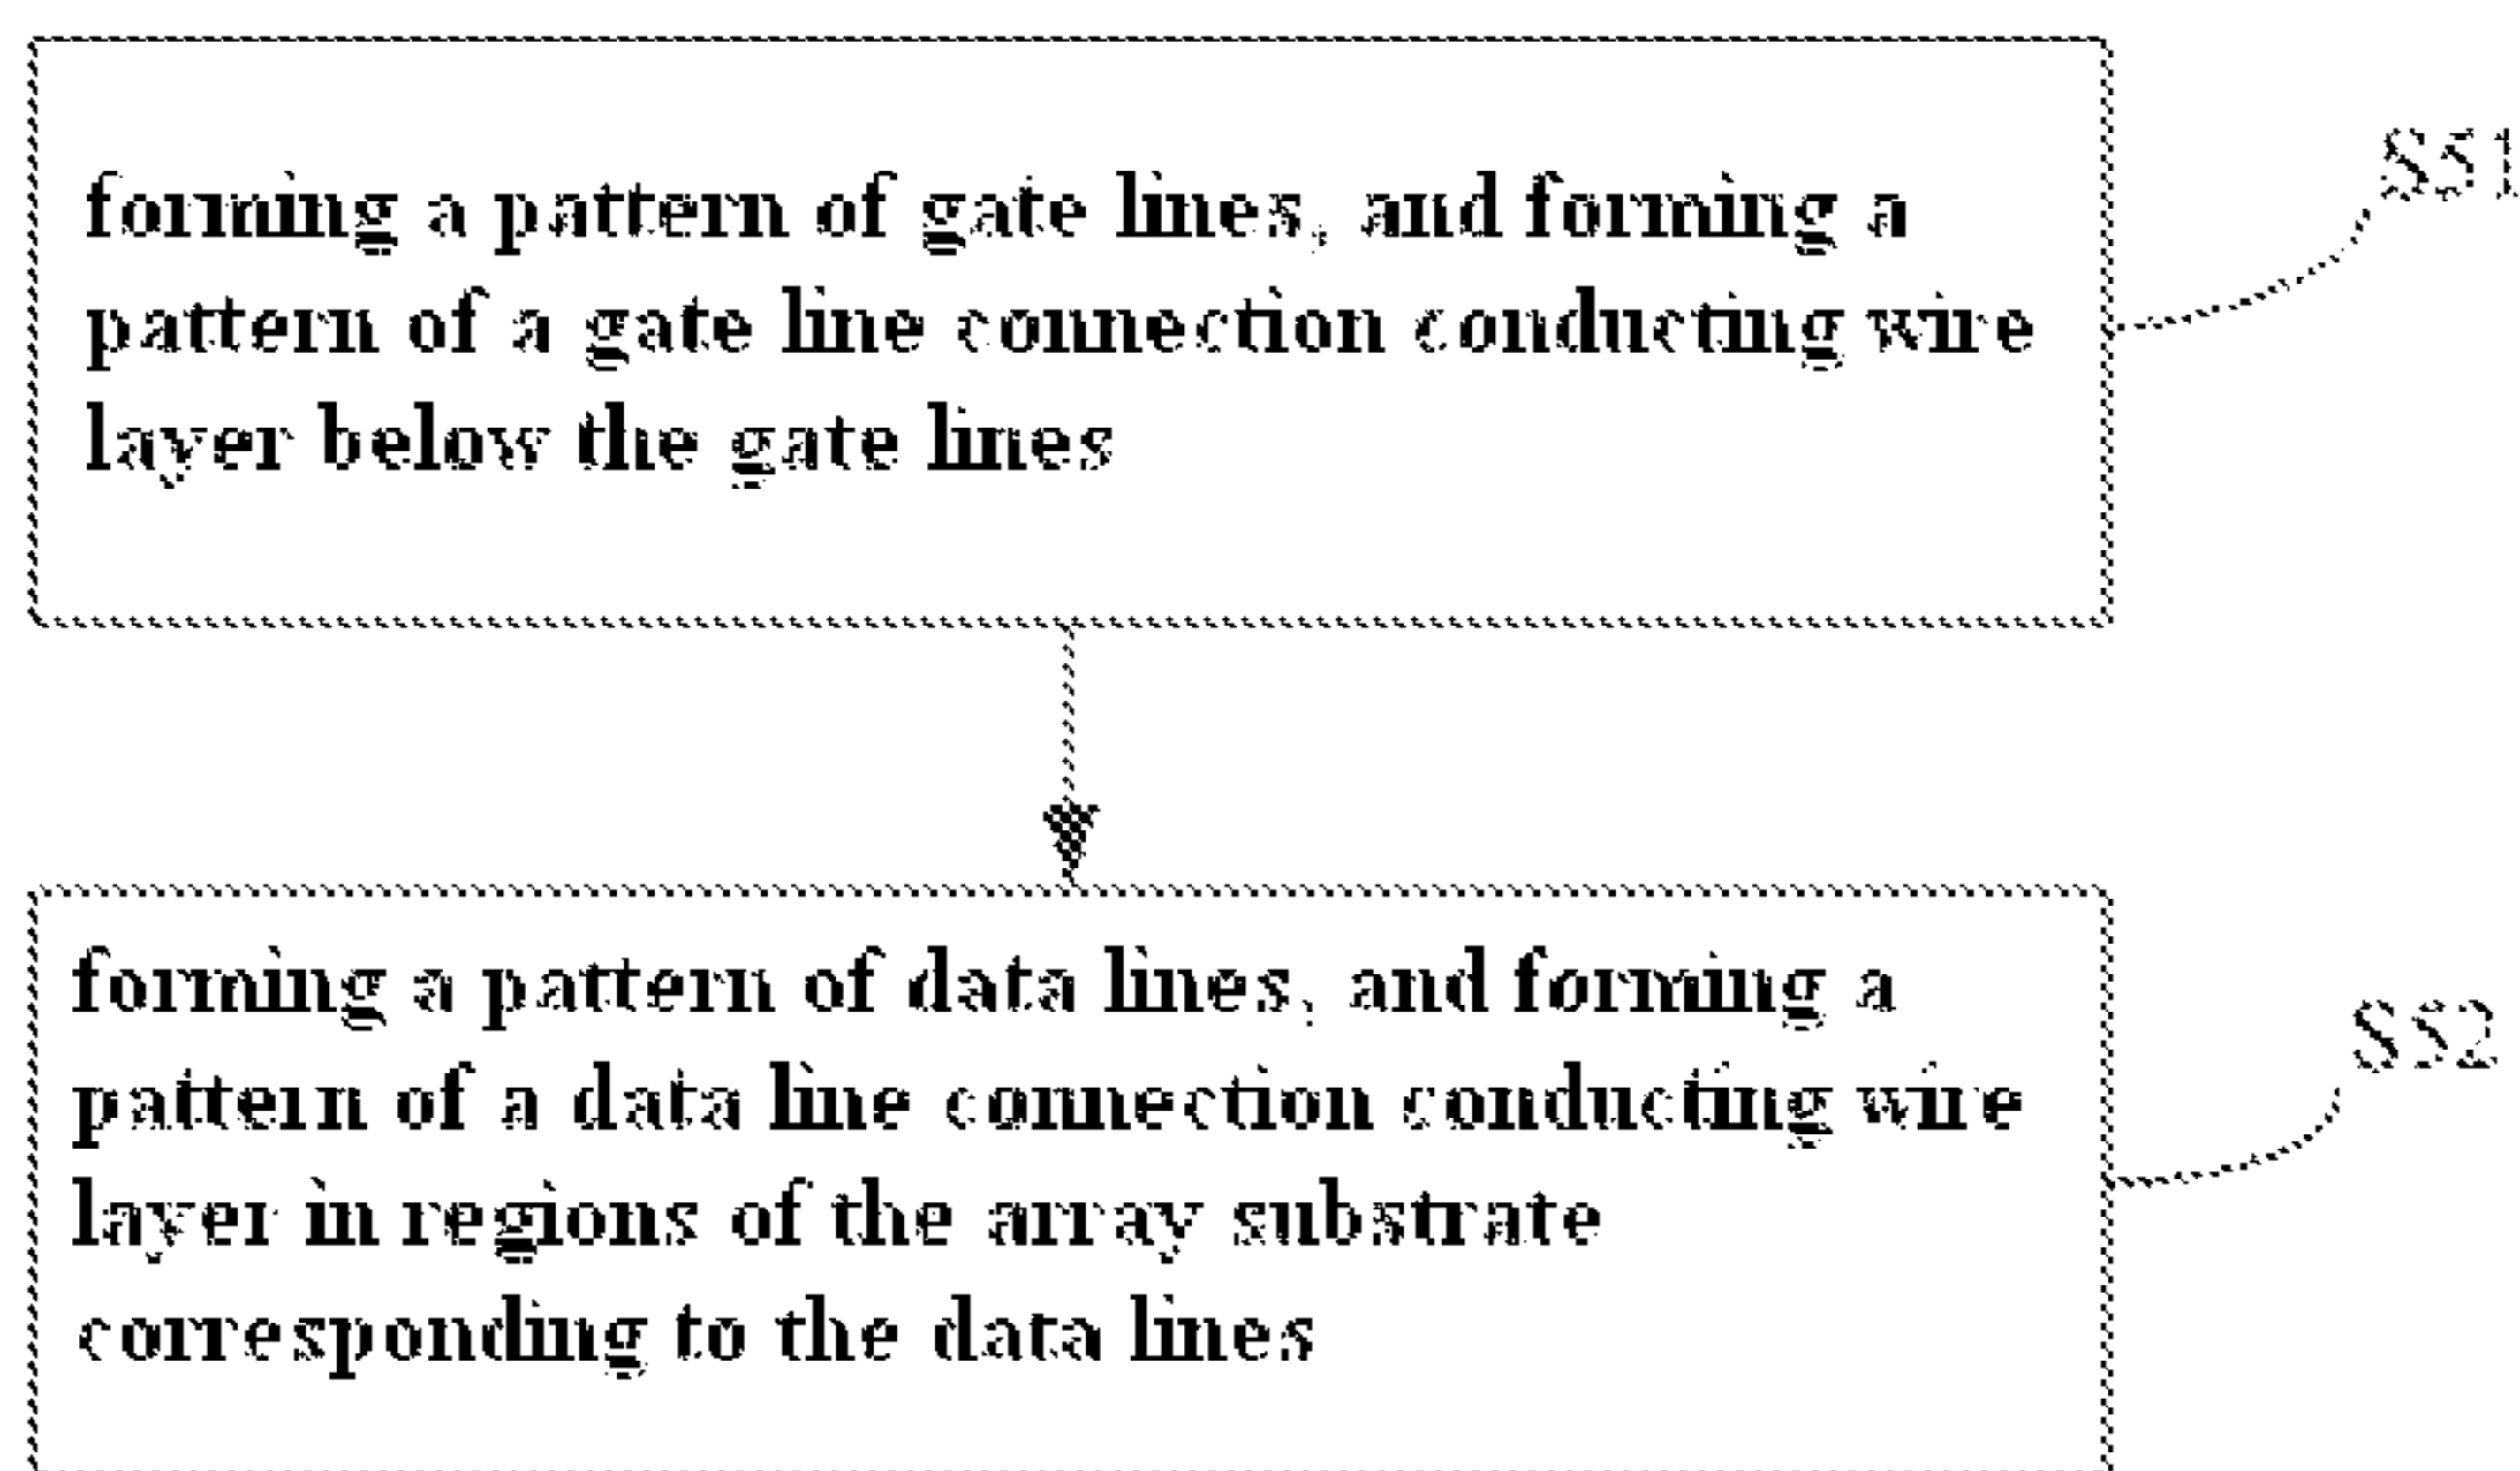 forming a pattern of gate lines, and forming a
pattern of a gate line connection conducting wire
layer below the gate lines
S51
forming a pattern of data lines, and forming a
pattern of a data line connection conducting wire
layer in regions of the array substrate
corresponding to the data lines
S52